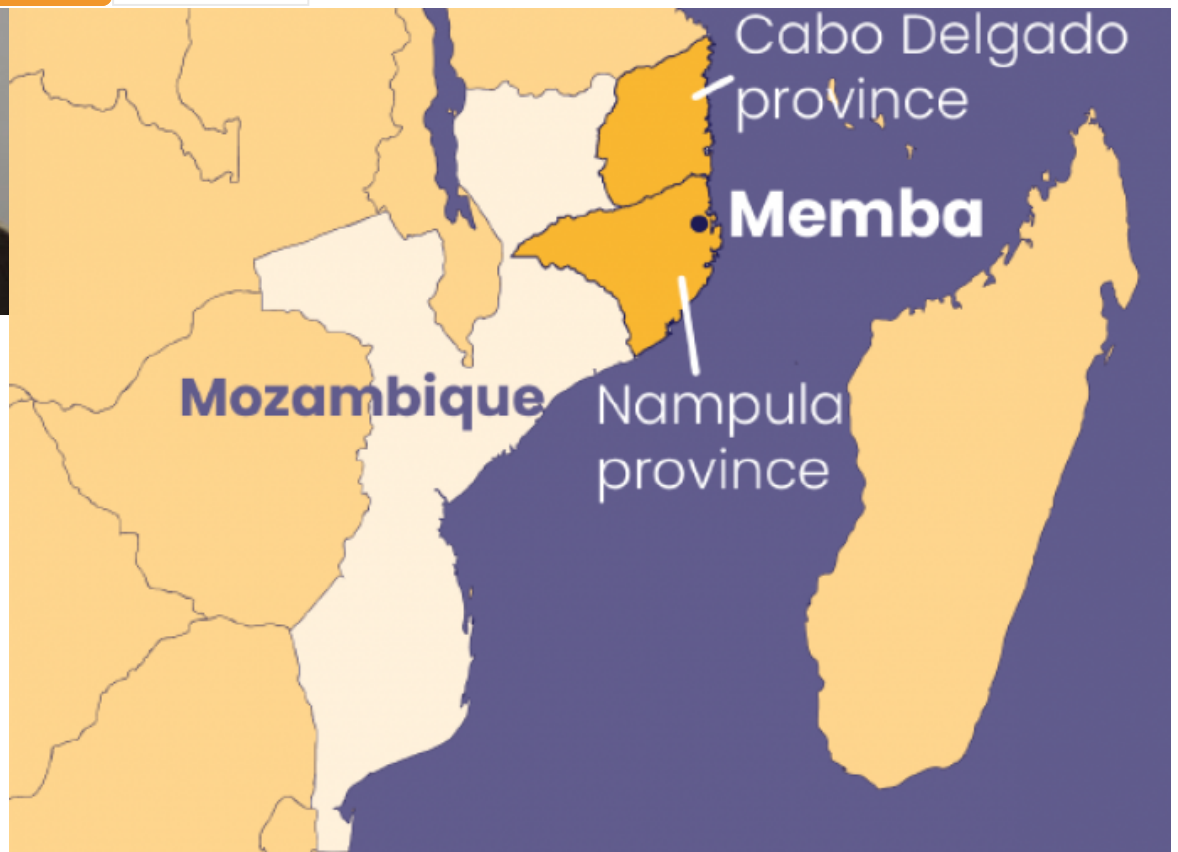 Cabo Delgado
province
Memba
Mozambique
Nampula
province